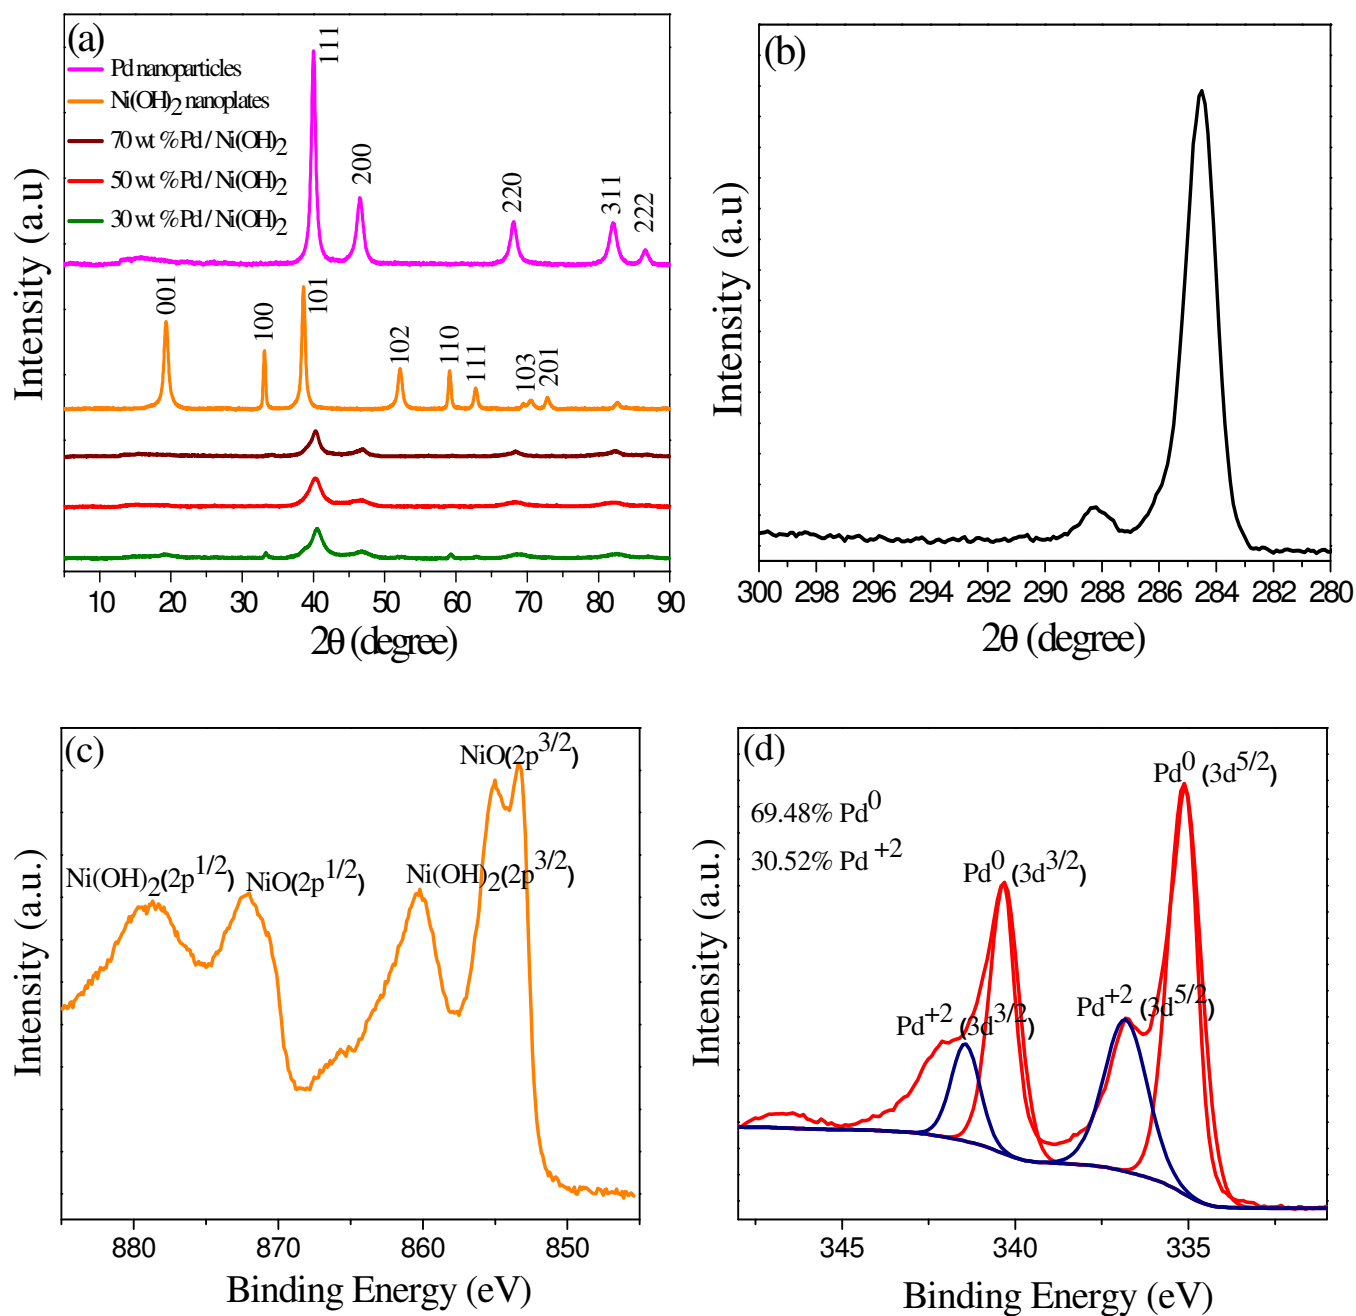 (a)
Pd nanoparticles
Ni(OH)2 nanoplates
70 wt % Pd / Ni(OH)2
50 wt % Pd / Ni(OH)2
30 wt % Pd / Ni(OH)2
111
200
220
311
222
001
100
101
102
110
111
103
201
Intensity (a.u)
10 20 30 40 50 60 70 80 90
2θ (degree)
(b)
Intensity (a.u)
300 298 296 294 292 290 288 286 284 282 280
2θ (degree)
(c)
NiO(2p3/2)
Ni(OH)2(2p1/2)
NiO(2p1/2)
Ni(OH)2(2p3/2)
Intensity (a.u.)
880 870 860 850
Binding Energy (eV)
(d)
69.48% Pd0
30.52% Pd+2
Pd0 (3d5/2)
Pd0 (3d3/2)
Pd+2 (3d3/2)
Pd+2 (3d5/2)
Intensity (a.u.)
345 340 335
Binding Energy (eV)